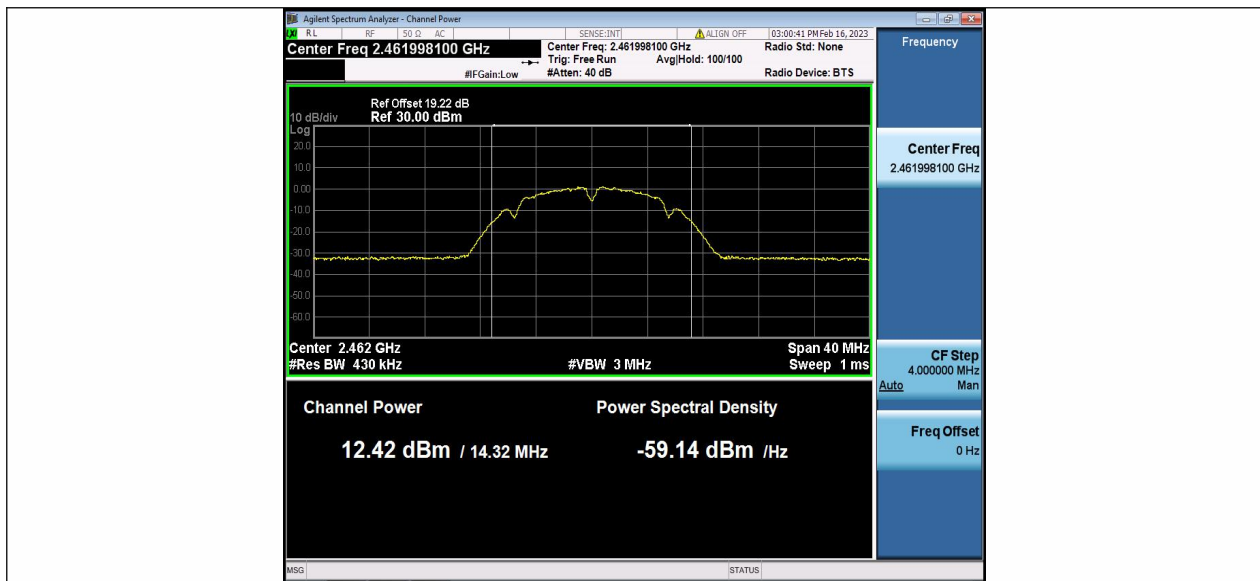 Agilent Spectrum Analyzer - Channel Power
RL RF 50 Ω AC SENSE:INT ALIGN OFF 03:00:41 PM Feb 16, 2023
Center Freq 2.461998100 GHz
Center Freq: 2.461998100 GHz Radio Std: None
Trig: Free Run Avg|Hold: 100/100
#IFGain:Low #Atten: 40 dB Radio Device: BTS
Ref Offset 19.22 dB
10 dB/div Ref 30.00 dBm
Log
20.0
10.0
0.00
-10.0
-20.0
-30.0
-40.0
-50.0
-60.0
Center 2.462 GHz Span 40 MHz
#Res BW 430 kHz #VBW 3 MHz Sweep 1 ms
Channel Power Power Spectral Density
12.42 dBm / 14.32 MHz -59.14 dBm /Hz
Frequency
Center Freq
2.461998100 GHz
CF Step
4.000000 MHz
Auto Man
Freq Offset
0 Hz
MSG STATUS